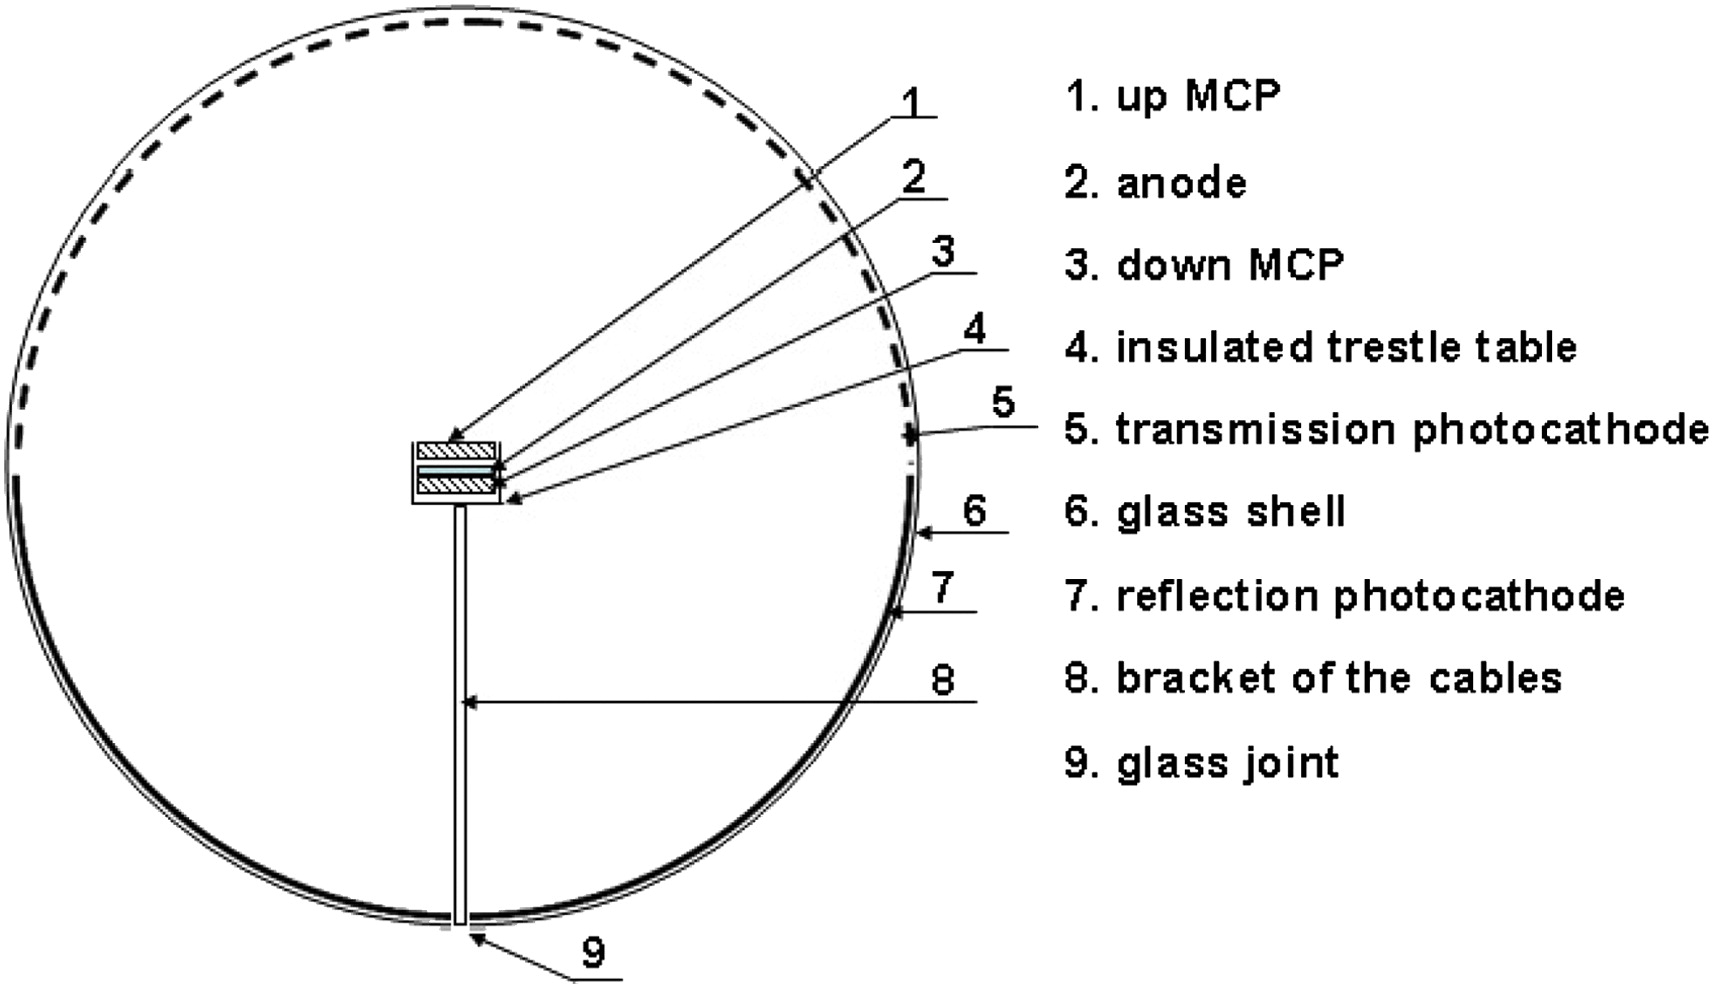 1
2
3
4
5
6
7
8
9
1. up MCP
2. anode
3. down MCP
4. insulated trestle table
5. transmission photocathode
6. glass shell
7. reflection photocathode
8. bracket of the cables
9. glass joint